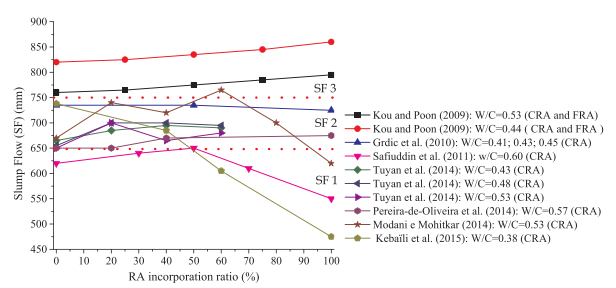 900
850
800
750
700
650
600
550
500
450
Slump Flow (SF) (mm)
0
20
40
60
80
100
RA incorporation ratio (%)
SF 3
SF 2
SF 1
Kou and Poon (2009): W/C=0.53 (CRA and FRA)
Kou and Poon (2009): W/C=0.44 ( CRA and FRA)
Grdic et al. (2010): W/C=0.41; 0.43; 0.45 (CRA)
Safiuddin et al. (2011): w/C=0.60 (CRA)
Tuyan et al. (2014): W/C=0.43 (CRA)
Tuyan et al. (2014): W/C=0.48 (CRA)
Tuyan et al. (2014): W/C=0.53 (CRA)
Pereira-de-Oliveira et al. (2014): W/C=0.57 (CRA)
Modani e Mohitkar (2014): W/C=0.53 (CRA)
Kebaïli et al. (2015): W/C=0.38 (CRA)